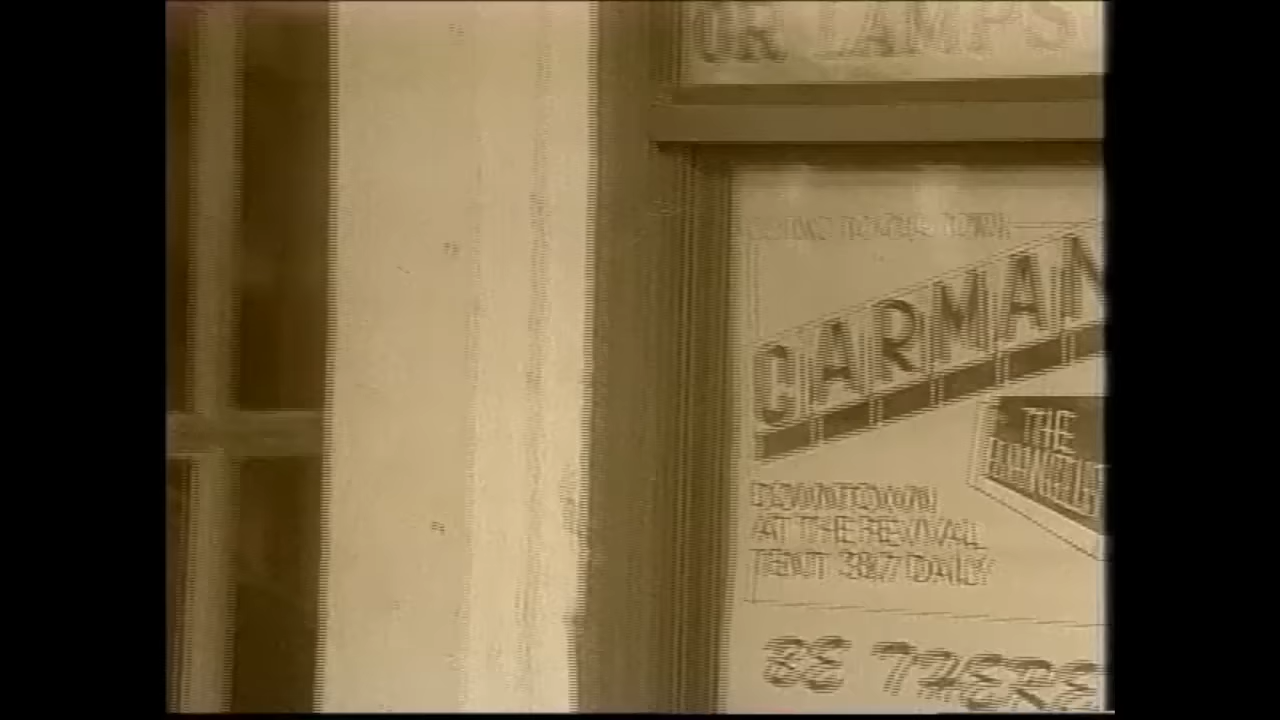 OR LAMPS
CARMAN
THE
DOWNTOWN
AT THE REVIVAL
TENT 3&7 DAILY
BE THERE